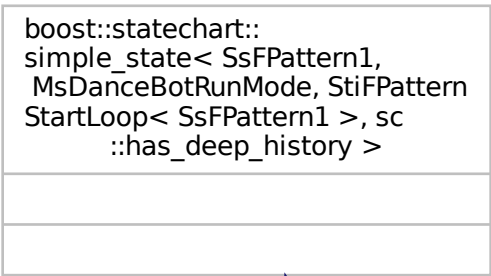 boost::statechart::
simple_state< SsFPattern1,
MsDanceBotRunMode, StiFPattern
StartLoop< SsFPattern1 >, sc
::has_deep_history >